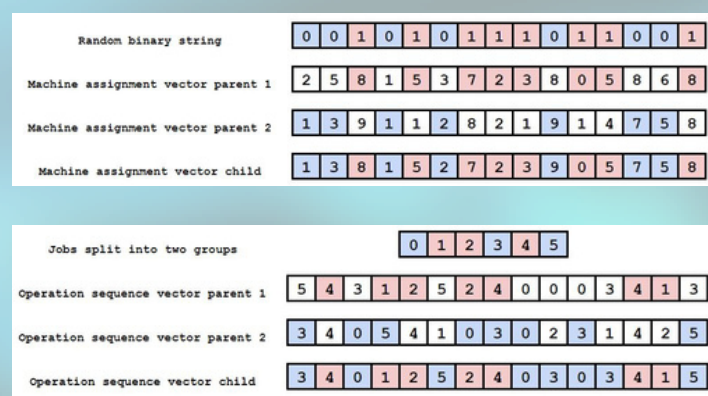 Random binary string 0 0 1 0 1 0 1 1 1 0 1 1 0 0 1
Machine assignment vector parent 1 2 5 8 1 5 3 7 2 3 8 0 5 8 6 8
Machine assignment vector parent 2 1 3 9 1 1 2 8 2 1 9 1 4 7 5 8
Machine assignment vector child 1 3 8 1 5 2 7 2 3 9 0 5 7 5 8
Jobs split into two groups 0 1 2 3 4 5
Operation sequence vector parent 1 5 4 3 1 2 5 2 4 0 0 0 3 4 1 3
Operation sequence vector parent 2 3 4 0 5 4 1 0 3 0 2 3 1 4 2 5
Operation sequence vector child 3 4 0 1 2 5 2 4 0 3 0 3 4 1 5